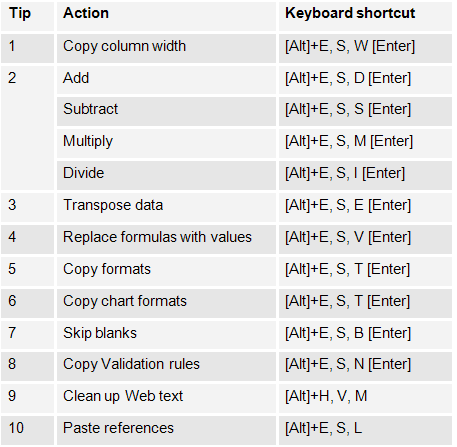 Tip Action Keyboard shortcut
1 Copy column width [Alt]+E, S, W [Enter]
2 Add [Alt]+E, S, D [Enter]
Subtract [Alt]+E, S, S [Enter]
Multiply [Alt]+E, S, M [Enter]
Divide [Alt]+E, S, I [Enter]
3 Transpose data [Alt]+E, S, E [Enter]
4 Replace formulas with values [Alt]+E, S, V [Enter]
5 Copy formats [Alt]+E, S, T [Enter]
6 Copy chart formats [Alt]+E, S, T [Enter]
7 Skip blanks [Alt]+E, S, B [Enter]
8 Copy Validation rules [Alt]+E, S, N [Enter]
9 Clean up Web text [Alt]+H, V, M
10 Paste references [Alt]+E, S, L